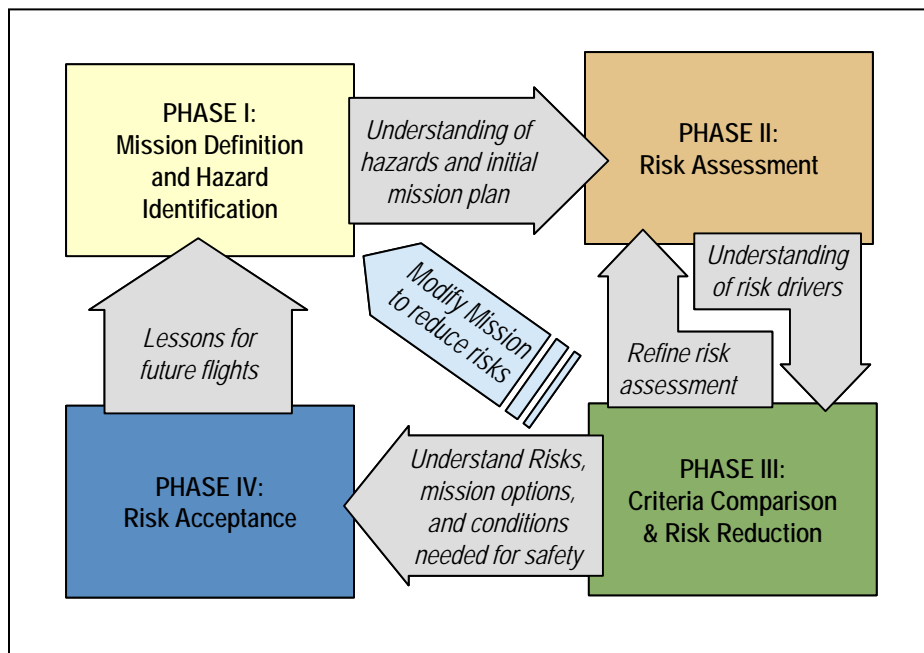 PHASE I:
Mission Definition
and Hazard
Identification
Understanding of
hazards and initial
mission plan
PHASE II:
Risk Assessment
Understanding
of risk drivers
Modify Mission
to reduce risks
Lessons for
future flights
Refine risk
assessment
PHASE IV:
Risk Acceptance
Understand Risks,
mission options,
and conditions
needed for safety
PHASE III:
Criteria Comparison
& Risk Reduction